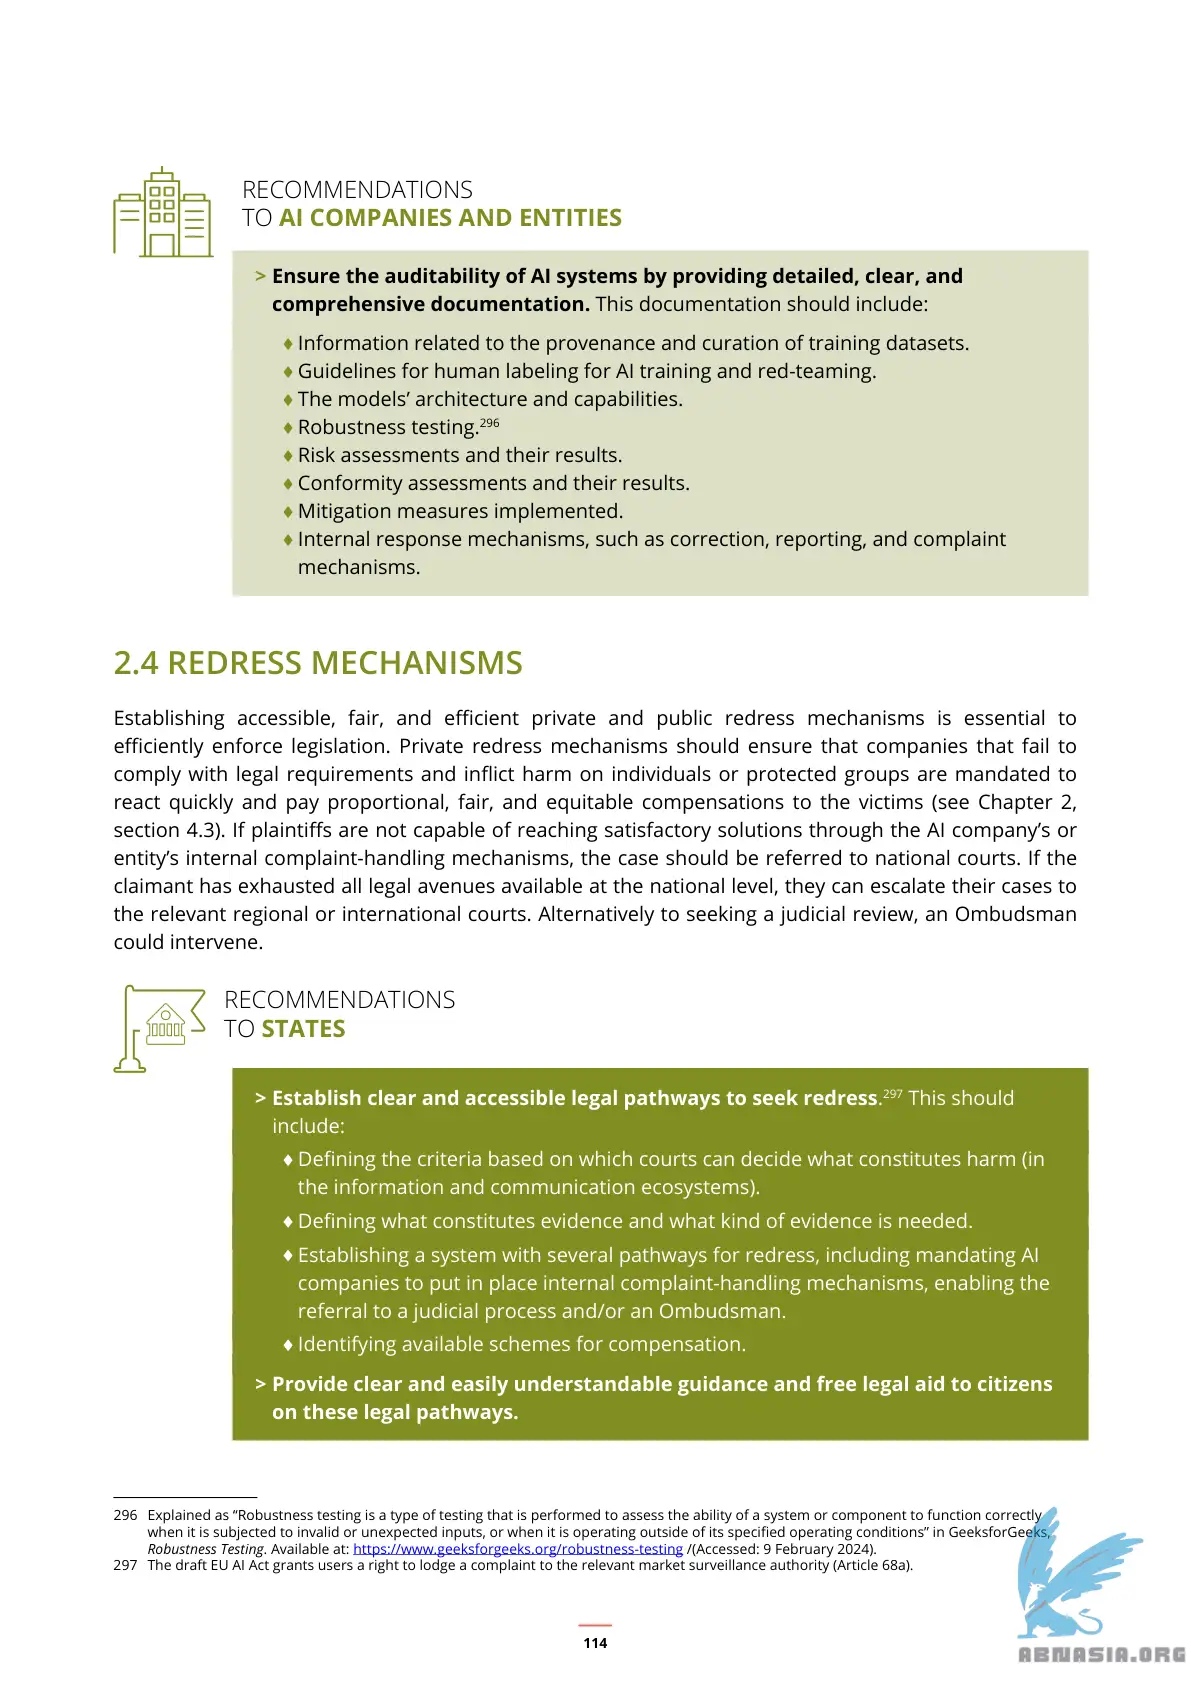 RECOMMENDATIONS
TO AI COMPANIES AND ENTITIES
> Ensure the auditability of AI systems by providing detailed, clear, and
comprehensive documentation. This documentation should include:
♦ Information related to the provenance and curation of training datasets.
♦ Guidelines for human labeling for AI training and red-teaming.
♦ The models’ architecture and capabilities.
♦ Robustness testing.296
♦ Risk assessments and their results.
♦ Conformity assessments and their results.
♦ Mitigation measures implemented.
♦ Internal response mechanisms, such as correction, reporting, and complaint
mechanisms.
2.4 REDRESS MECHANISMS
Establishing accessible, fair, and efficient private and public redress mechanisms is essential to
efficiently enforce legislation. Private redress mechanisms should ensure that companies that fail to
comply with legal requirements and inflict harm on individuals or protected groups are mandated to
react quickly and pay proportional, fair, and equitable compensations to the victims (see Chapter 2,
section 4.3). If plaintiffs are not capable of reaching satisfactory solutions through the AI company’s or
entity’s internal complaint-handling mechanisms, the case should be referred to national courts. If the
claimant has exhausted all legal avenues available at the national level, they can escalate their cases to
the relevant regional or international courts. Alternatively to seeking a judicial review, an Ombudsman
could intervene.
RECOMMENDATIONS
TO STATES
> Establish clear and accessible legal pathways to seek redress.297 This should
include:
♦ Defining the criteria based on which courts can decide what constitutes harm (in
the information and communication ecosystems).
♦ Defining what constitutes evidence and what kind of evidence is needed.
♦ Establishing a system with several pathways for redress, including mandating AI
companies to put in place internal complaint-handling mechanisms, enabling the
referral to a judicial process and/or an Ombudsman.
♦ Identifying available schemes for compensation.
> Provide clear and easily understandable guidance and free legal aid to citizens
on these legal pathways.
296 Explained as “Robustness testing is a type of testing that is performed to assess the ability of a system or component to function correctly
when it is subjected to invalid or unexpected inputs, or when it is operating outside of its specified operating conditions” in GeeksforGeeks,
Robustness Testing. Available at: https://www.geeksforgeeks.org/robustness-testing /(Accessed: 9 February 2024).
297 The draft EU AI Act grants users a right to lodge a complaint to the relevant market surveillance authority (Article 68a).
114
ABNASIA.ORG